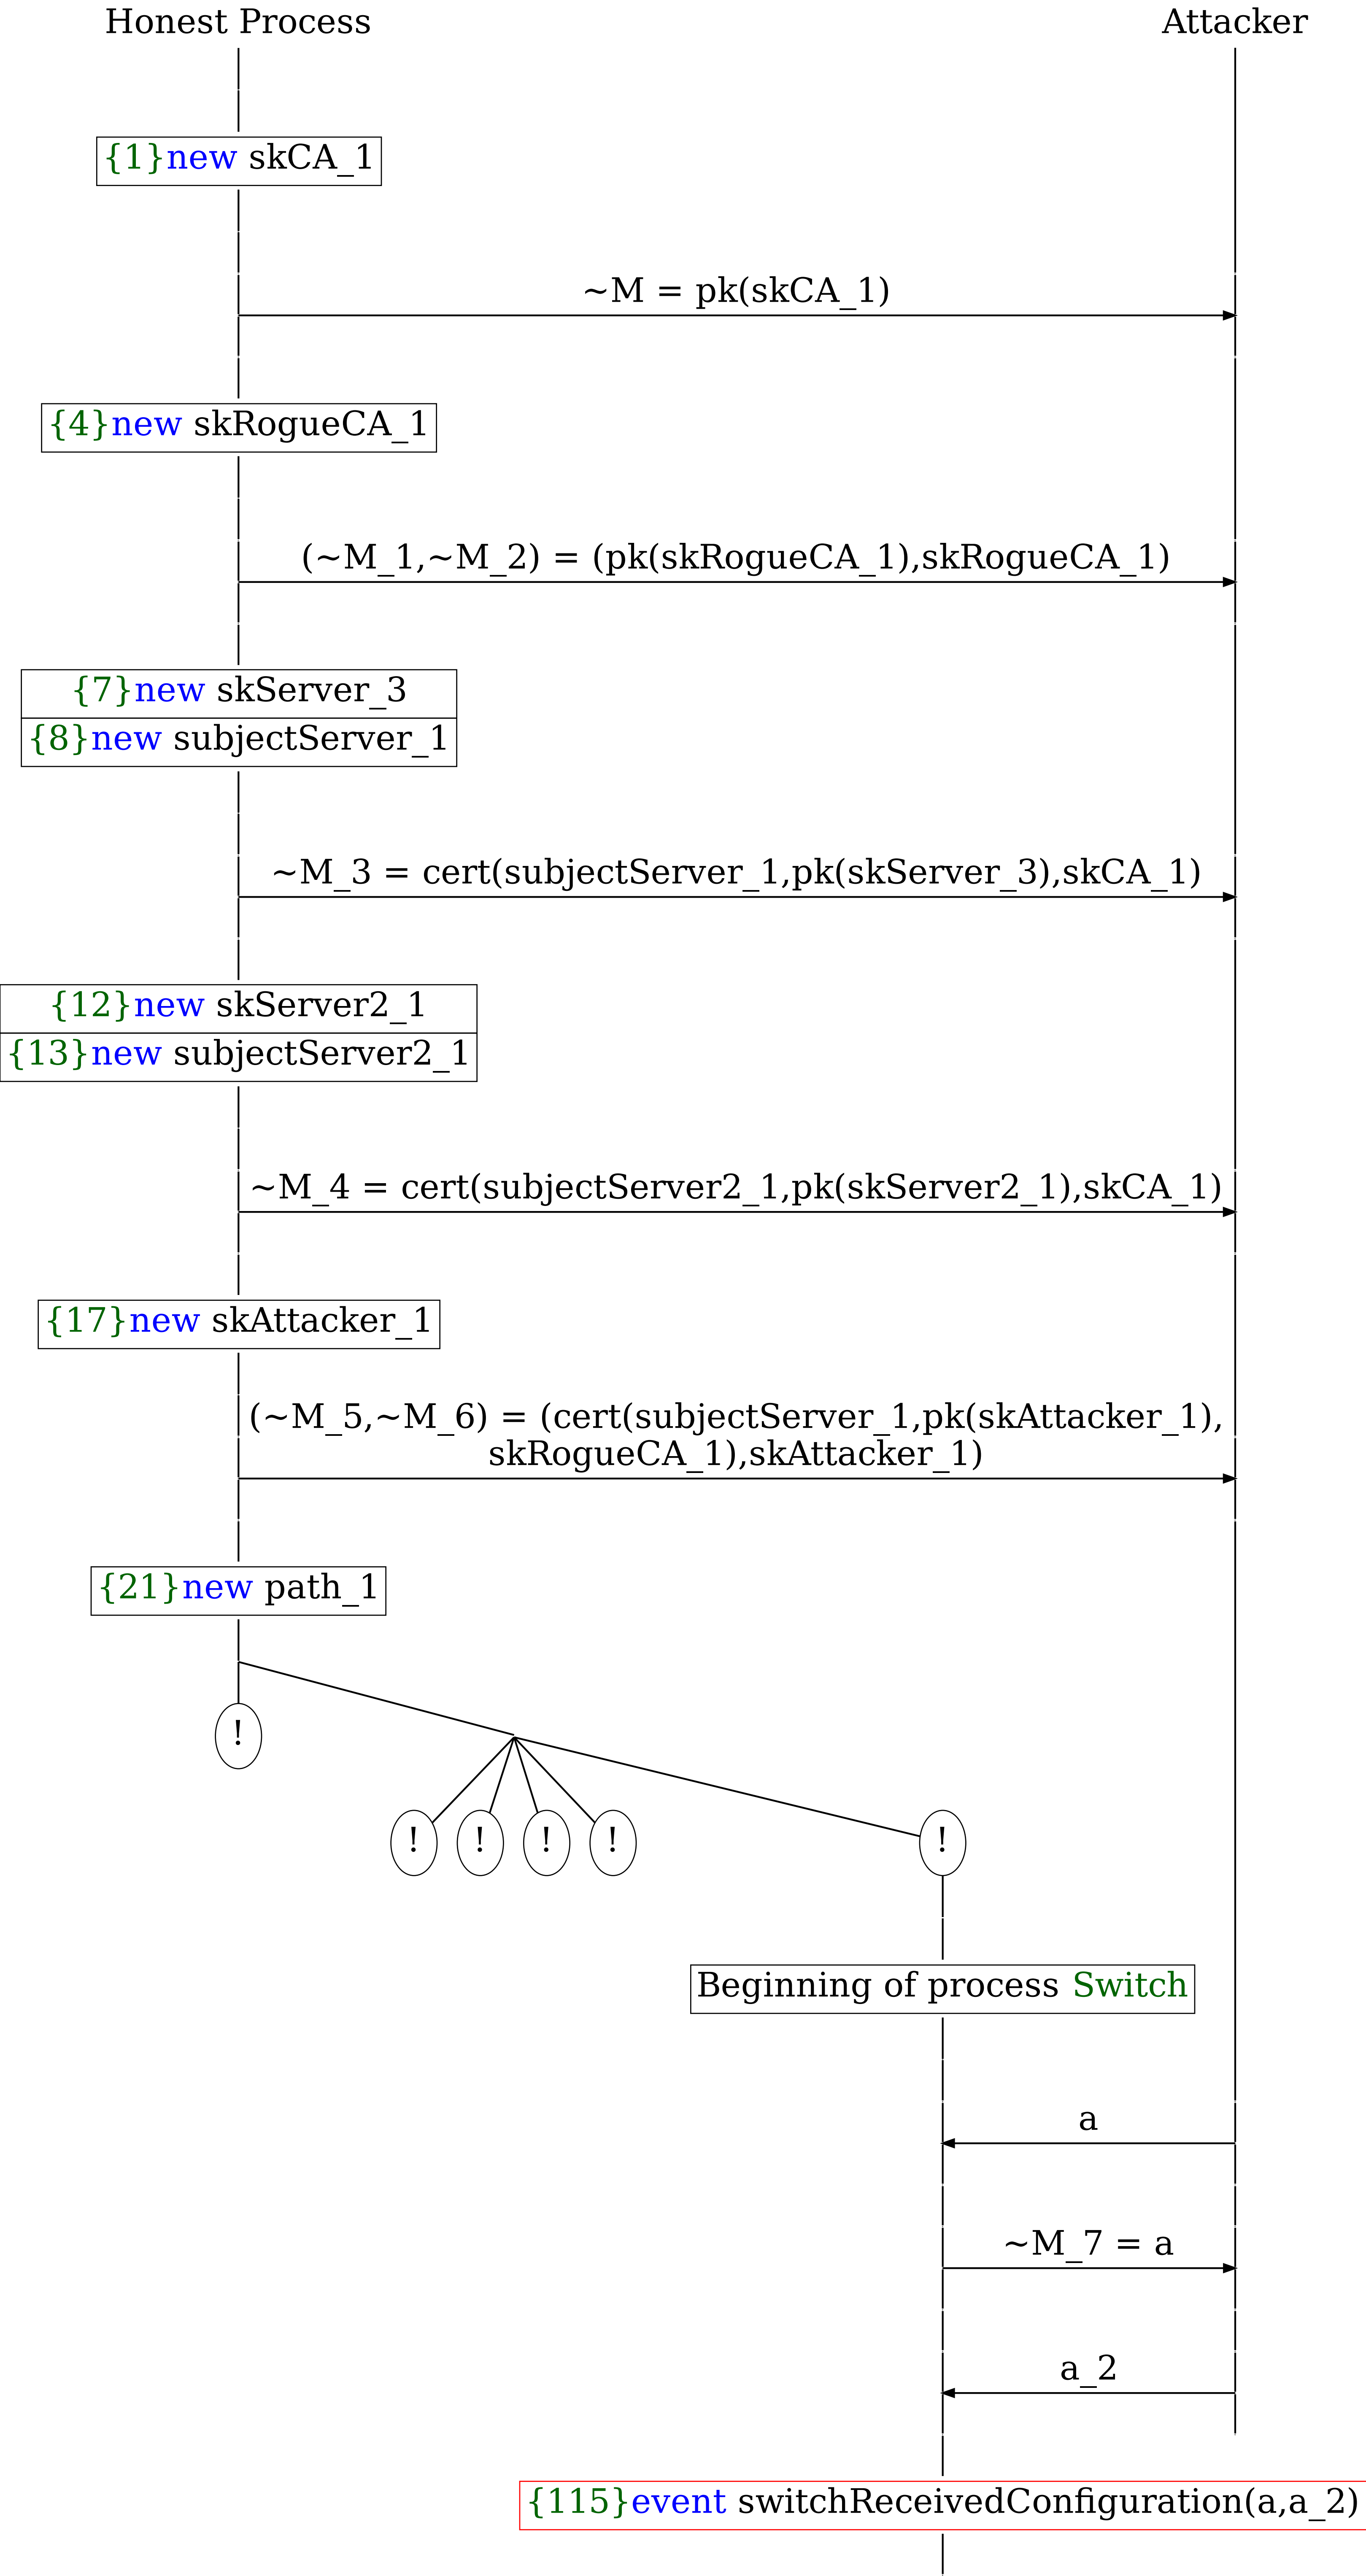 Honest Process
Attacker
{1}new skCA_1
~M = pk(skCA_1)
{4}new skRogueCA_1
(~M_1,~M_2) = (pk(skRogueCA_1),skRogueCA_1)
{7}new skServer_3
{8}new subjectServer_1
~M_3 = cert(subjectServer_1,pk(skServer_3),skCA_1)
{12}new skServer2_1
{13}new subjectServer2_1
~M_4 = cert(subjectServer2_1,pk(skServer2_1),skCA_1)
{17}new skAttacker_1
(~M_5,~M_6) = (cert(subjectServer_1,pk(skAttacker_1),
skRogueCA_1),skAttacker_1)
{21}new path_1
!
! ! ! ! !
Beginning of process Switch
a
~M_7 = a
a_2
{115}event switchReceivedConfiguration(a,a_2)